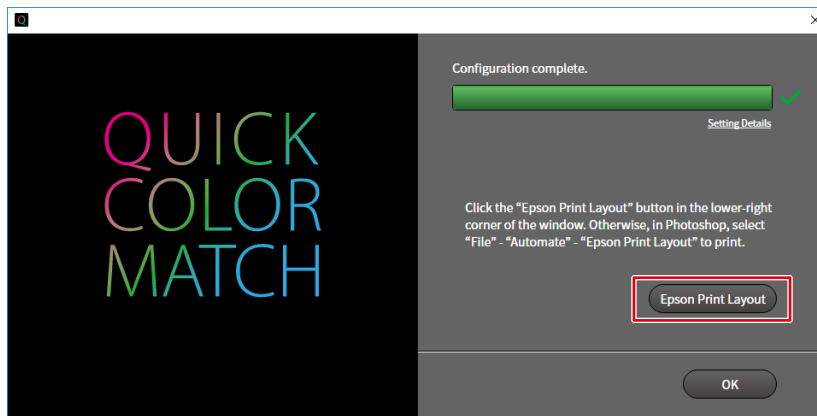 Q
QUICK
COLOR
MATCH
Configuration complete.
Setting Details
Click the “Epson Print Layout” button in the lower-right
corner of the window. Otherwise, in Photoshop, select
“File” - “Automate” - “Epson Print Layout” to print.
Epson Print Layout
OK